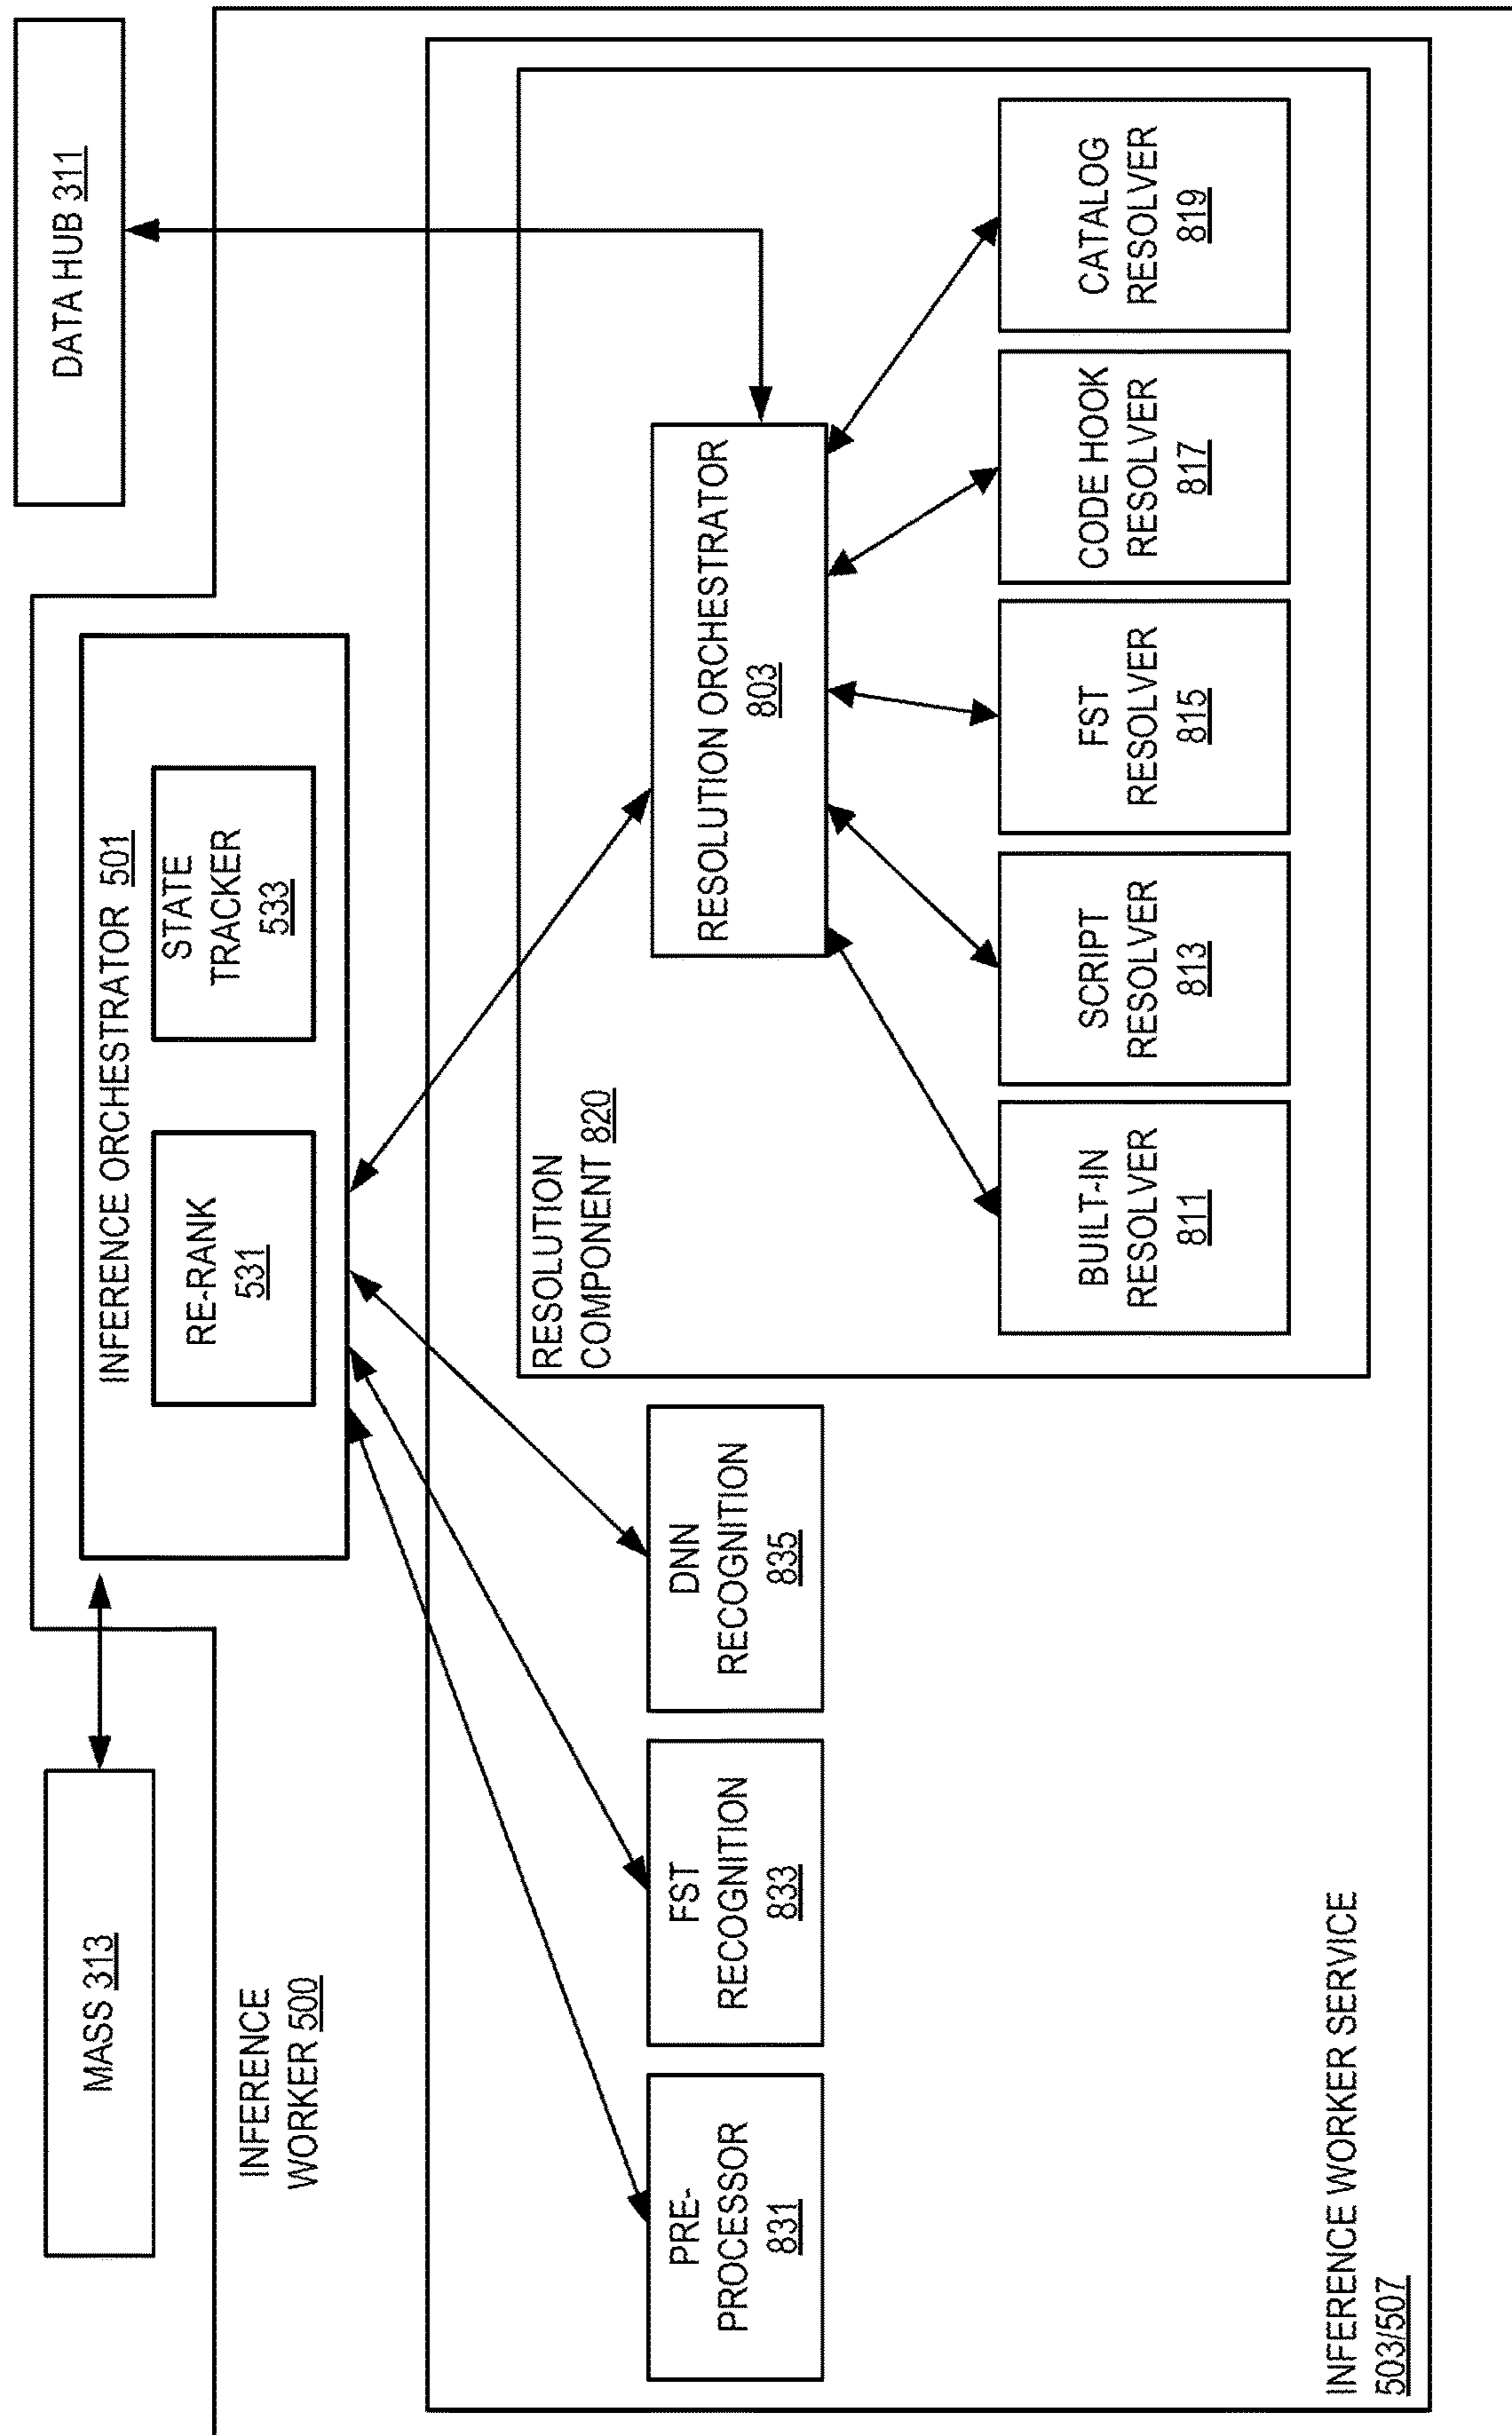 MASS 313
DATA HUB 311
INFERENCE
WORKER 500
INFERENCE ORCHESTRATOR 501
RE-RANK
531
STATE
TRACKER
533
PRE-
PROCESSOR
831
FST
RECOGNITION
833
DNN
RECOGNITION
835
RESOLUTION
COMPONENT 820
RESOLUTION ORCHESTRATOR
803
BUILT-IN
RESOLVER
811
SCRIPT
RESOLVER
813
FST
RESOLVER
815
CODE HOOK
RESOLVER
817
CATALOG
RESOLVER
819
INFERENCE WORKER SERVICE
503/507